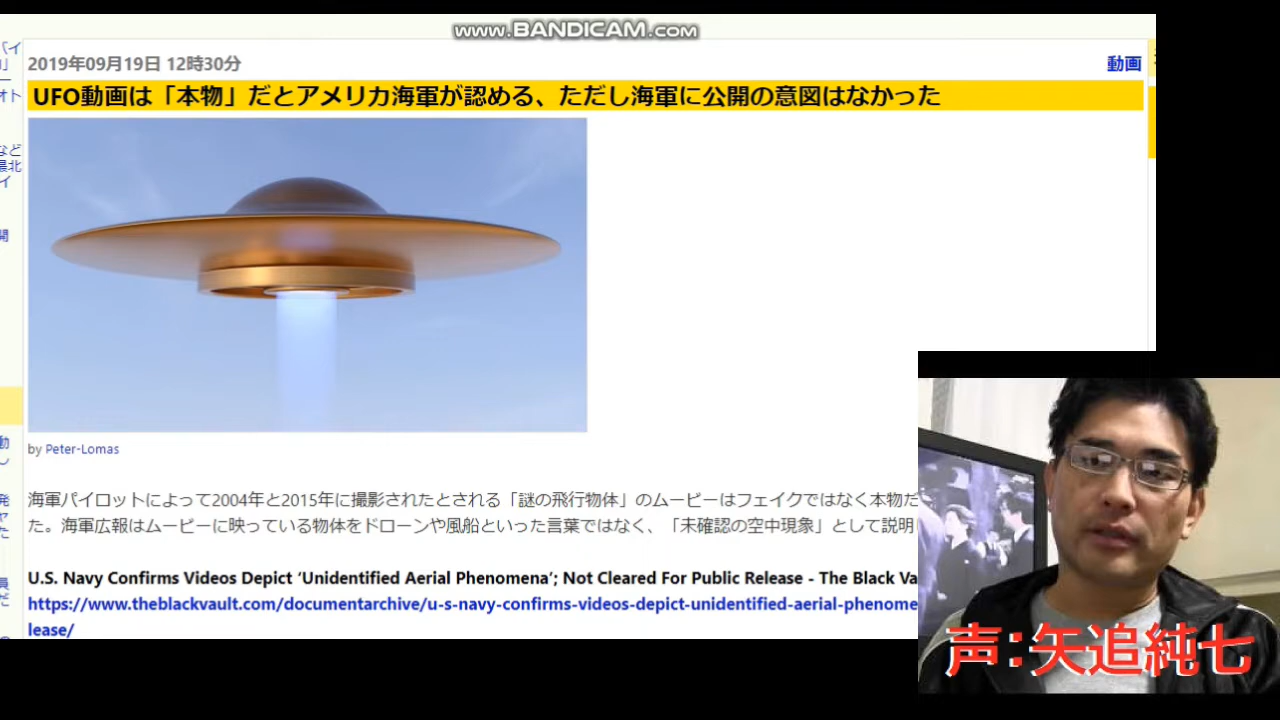 www.BANDICAM.com
2019年09月19日 12時30分
動画
UFO動画は「本物」だとアメリカ海軍が認める、ただし海軍に公開の意図はなかった
by Peter-Lomas
海軍パイロットによって2004年と2015年に撮影されたとされる「謎の飛行物体」のムービーはフェイクではなく本物だ
た。海軍広報はムービーに映っている物体をドローンや風船といった言葉ではなく、「未確認の空中現象」として説明
U.S. Navy Confirms Videos Depict ‘Unidentified Aerial Phenomena’; Not Cleared For Public Release - The Black Va
https://www.theblackvault.com/documentarchive/u-s-navy-confirms-videos-depict-unidentified-aerial-phenome
lease/
声:矢追純七